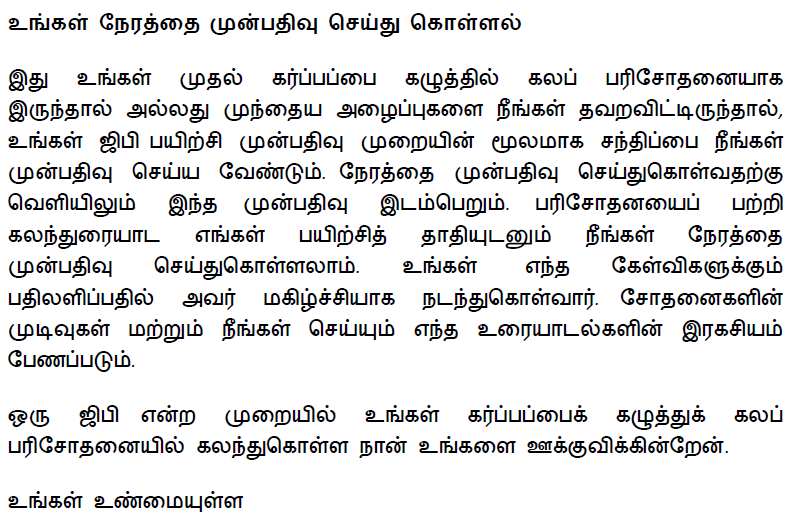 உங்கள் நேரத்தை முன்பதிவு செய்து கொள்ளல்
இது உங்கள் முதல் கர்ப்பப்பை கழுத்தில் கலப் பரிசோதனையாக
இருந்தால் அல்லது முந்தைய அழைப்புகளை நீங்கள் தவறவிட்டிருந்தால்,
உங்கள் ஜிபி பயிற்சி முன்பதிவு முறையின் மூலமாக சந்திப்பை நீங்கள்
முன்பதிவு செய்ய வேண்டும். நேரத்தை முன்பதிவு செய்துகொள்வதற்கு
வெளியிலும் இந்த முன்பதிவு இடம்பெறும். பரிசோதனயைப் பற்றி
கலந்துரையாட எங்கள் பயிற்சித் தாதியுடனும் நீங்கள் நேரத்தை
முன்பதிவு செய்துகொள்ளலாம். உங்கள் எந்த கேள்விகளுக்கும்
பதிலளிப்பதில் அவர் மகிழ்ச்சியாக நடந்துகொள்வார். சோதனைகளின்
முடிவுகள் மற்றும் நீங்கள் செய்யும் எந்த உரையாடல்களின் இரகசியம்
பேணப்படும்.
ஒரு ஜிபி என்ற முறையில் உங்கள் கர்ப்பப்பைக் கழுத்துக் கலப்
பரிசோதனையில் கலந்துகொள்ள நான் உங்களை ஊக்குவிக்கின்றேன்.
உங்கள் உண்மையுள்ள